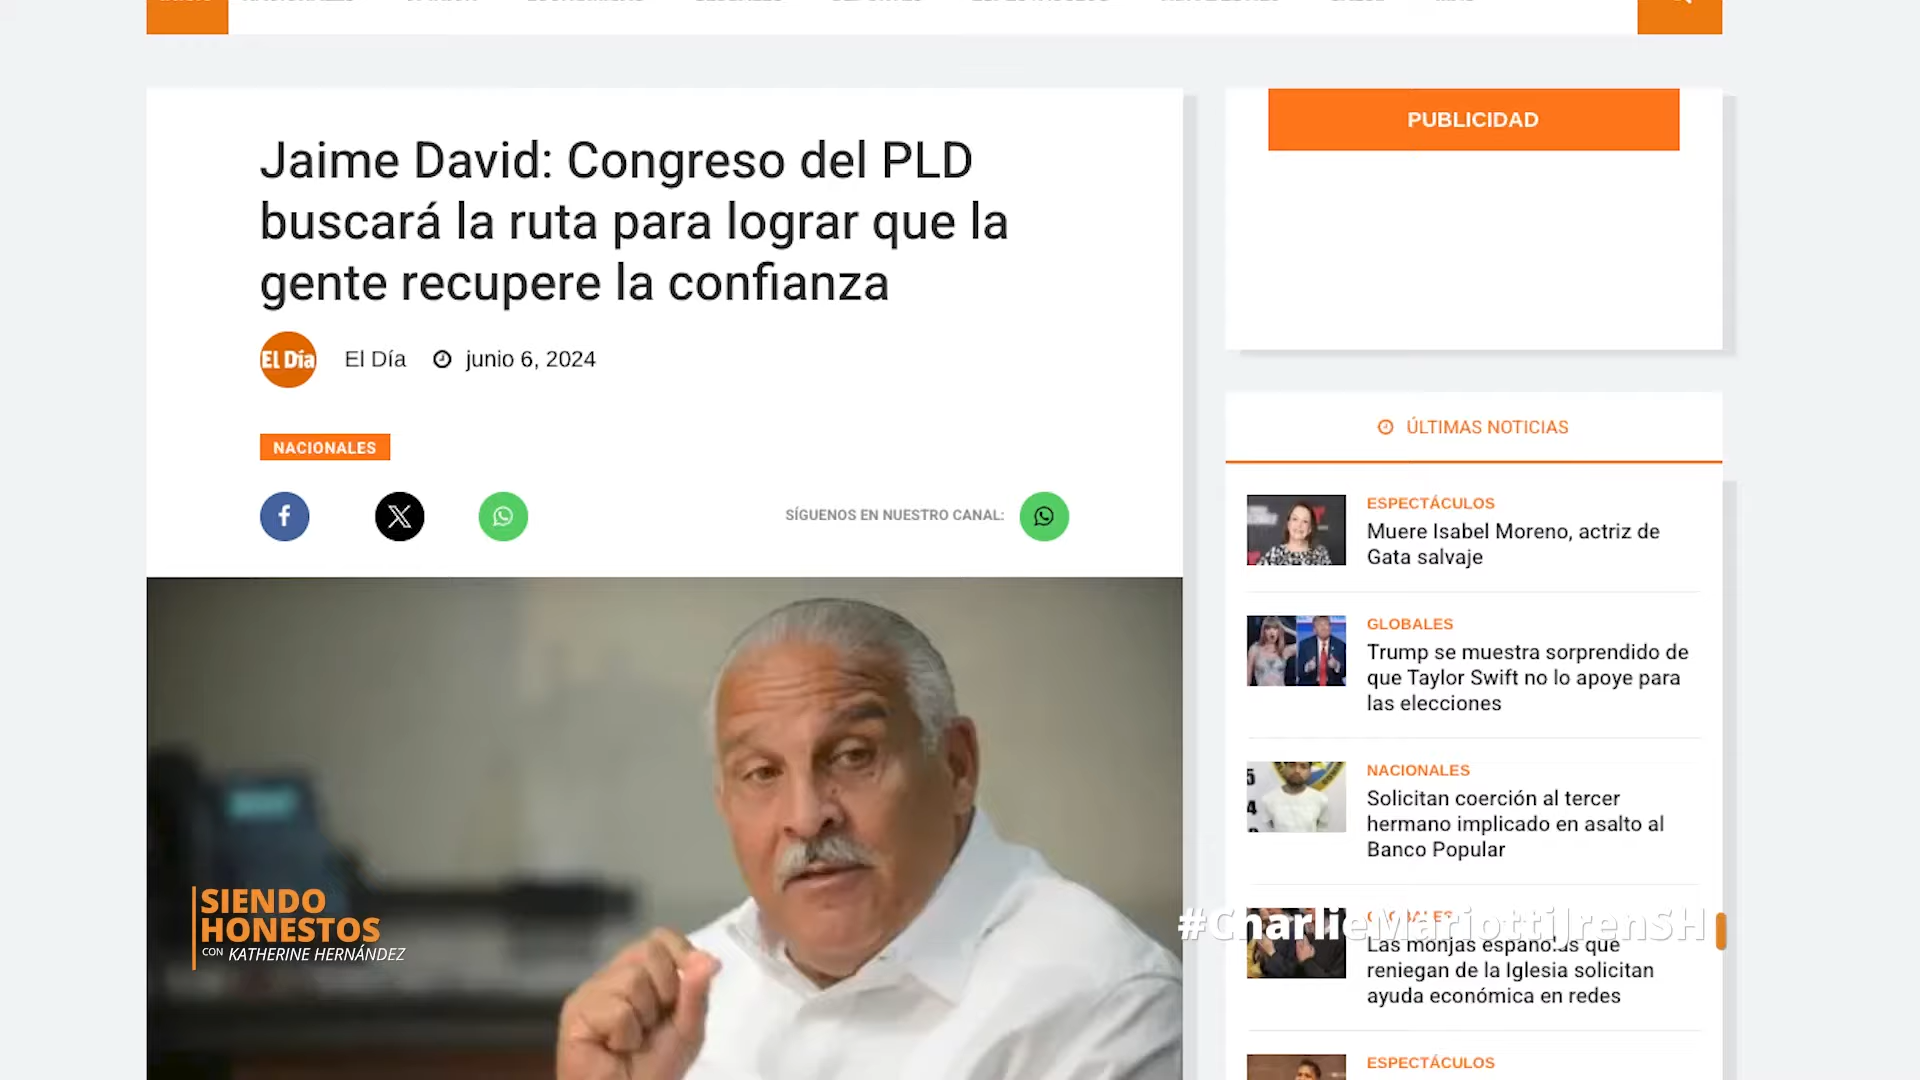 Jaime David: Congreso del PLD
buscará la ruta para lograr que la
gente recupere la confianza
El Día
El Día
junio 6, 2024
NACIONALES
SÍGUENOS EN NUESTRO CANAL:
SIENDO
HONESTOS
CON KATHERINE HERNÁNDEZ
PUBLICIDAD
ÚLTIMAS NOTICIAS
ESPECTÁCULOS
Muere Isabel Moreno, actriz de
Gata salvaje
GLOBALES
Trump se muestra sorprendido de
que Taylor Swift no lo apoye para
las elecciones
NACIONALES
Solicitan coerción al tercer
hermano implicado en asalto al
Banco Popular
GLOBALES
#CharlieMariottiJrenSH
Las monjas españolas que
reniegan de la Iglesia solicitan
ayuda económica en redes
ESPECTÁCULOS